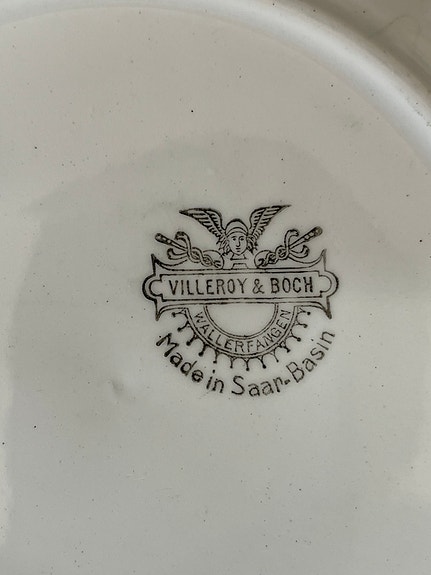 VILLEROY & BOCH
WALLERFANGEN
Made in Saar-Basin